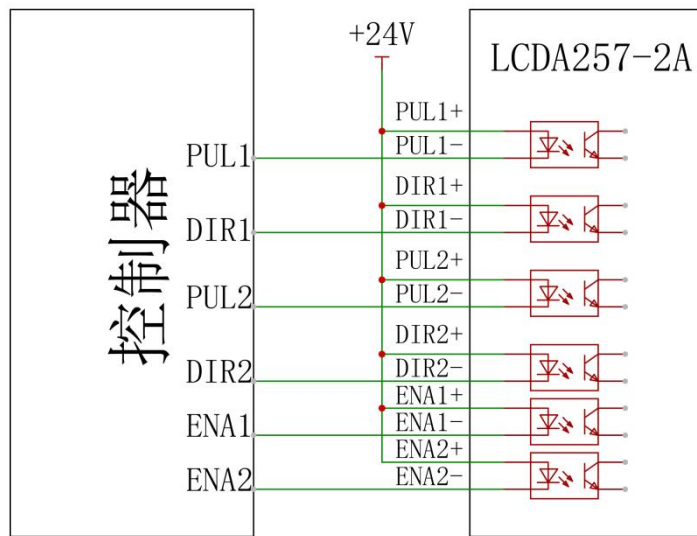 +24V
LCDA257-2A
控制器
PUL1
DIR1
PUL2
DIR2
ENA1
ENA2
PUL1+
PUL1-
DIR1+
DIR1-
PUL2+
PUL2-
DIR2+
DIR2-
ENA1+
ENA1-
ENA2+
ENA2-